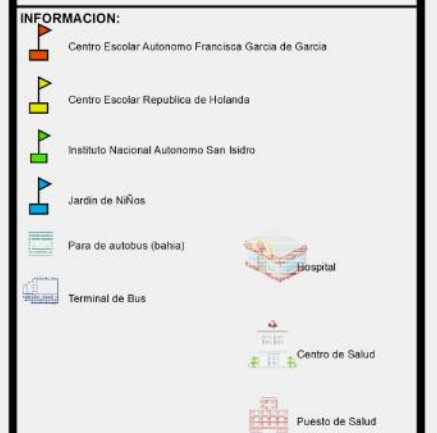 INFORMACION:
Centro Escolar Autonomo Francisca Garcia de Garcia
Centro Escolar Republica de Holanda
Instituto Nacional Autonomo San Isidro
Jardin de NiÑos
Para de autobus (bahia)
Hospital
Terminal de Bus
Centro de Salud
Puesto de Salud